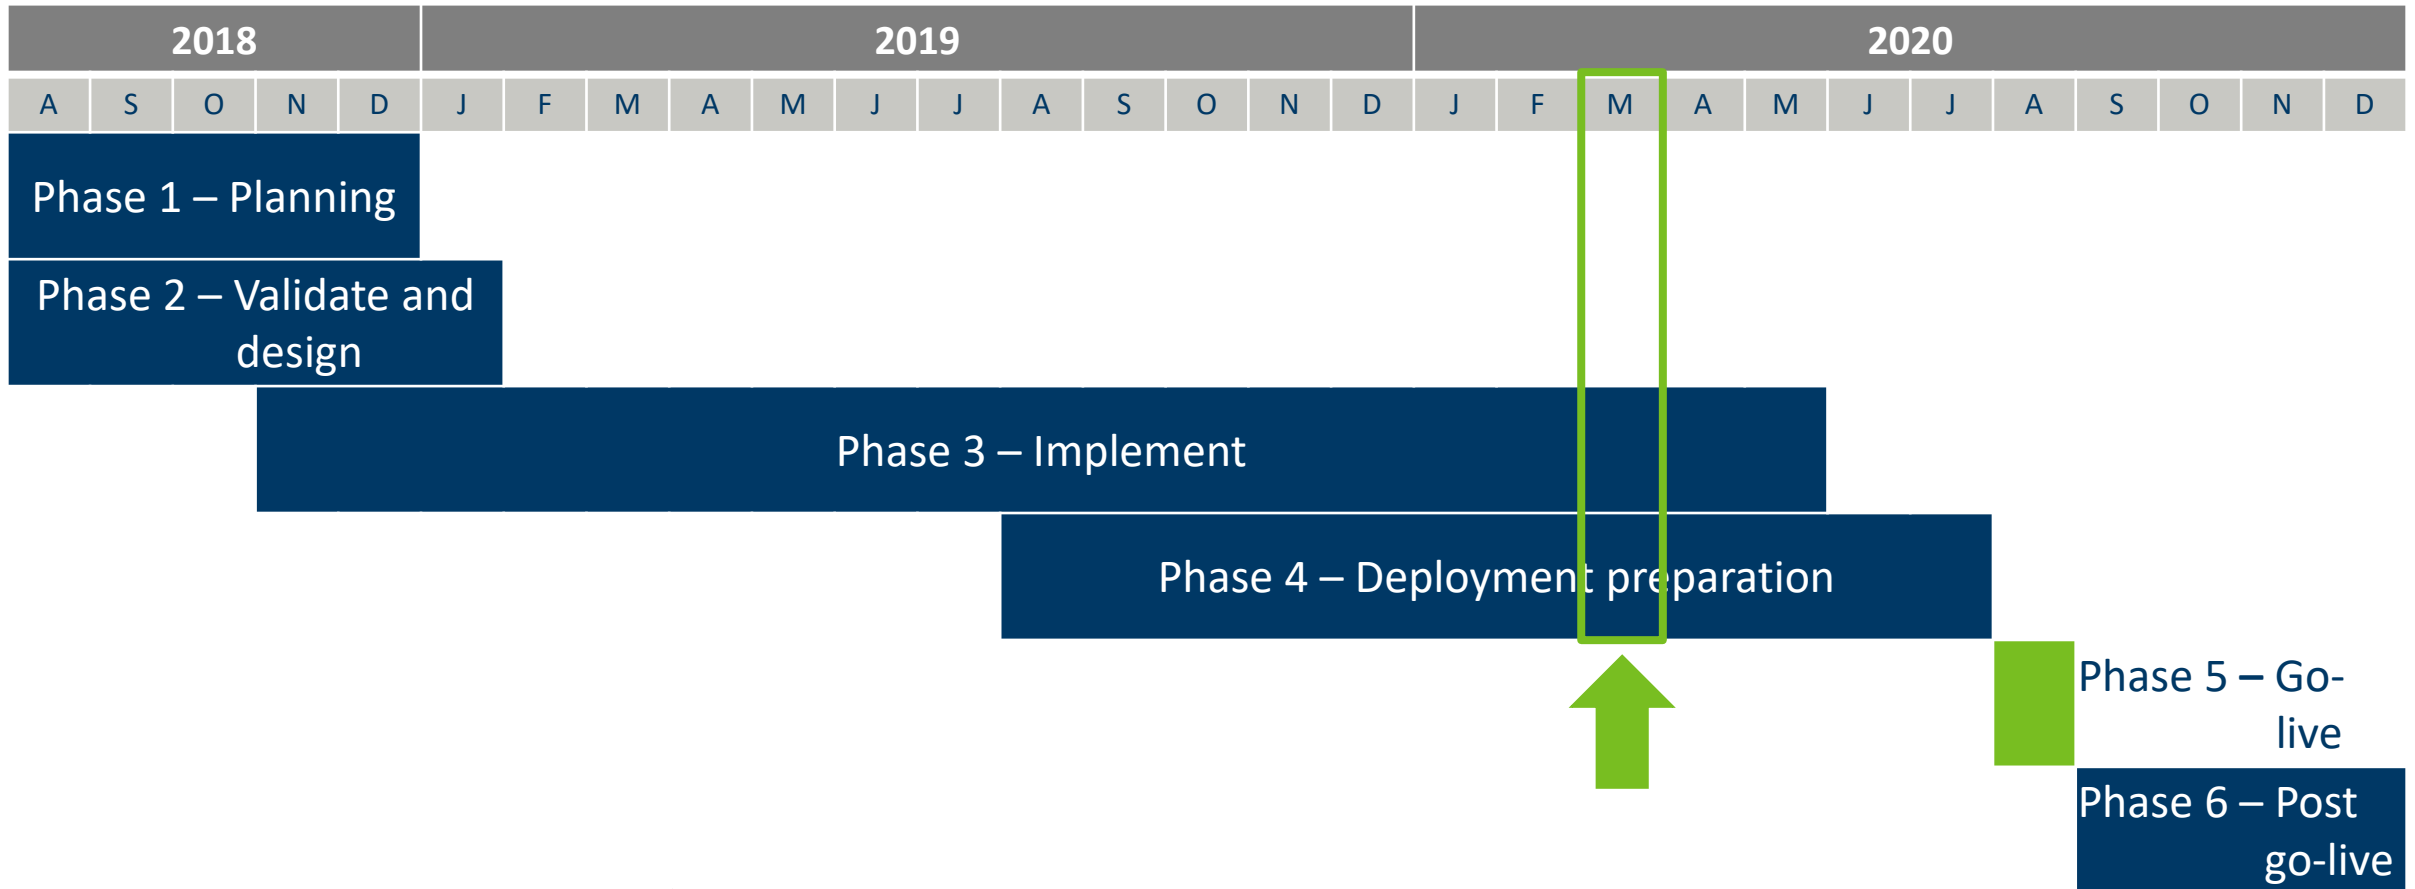 2018 2019 2020
A S O N D J F M A M J J A S O N D J F M A M J J A S O N D
Phase 1 – Planning
Phase 2 – Validate and
design
Phase 3 – Implement
Phase 4 – Deployment preparation
Phase 5 – Go-
live
Phase 6 – Post
go-live